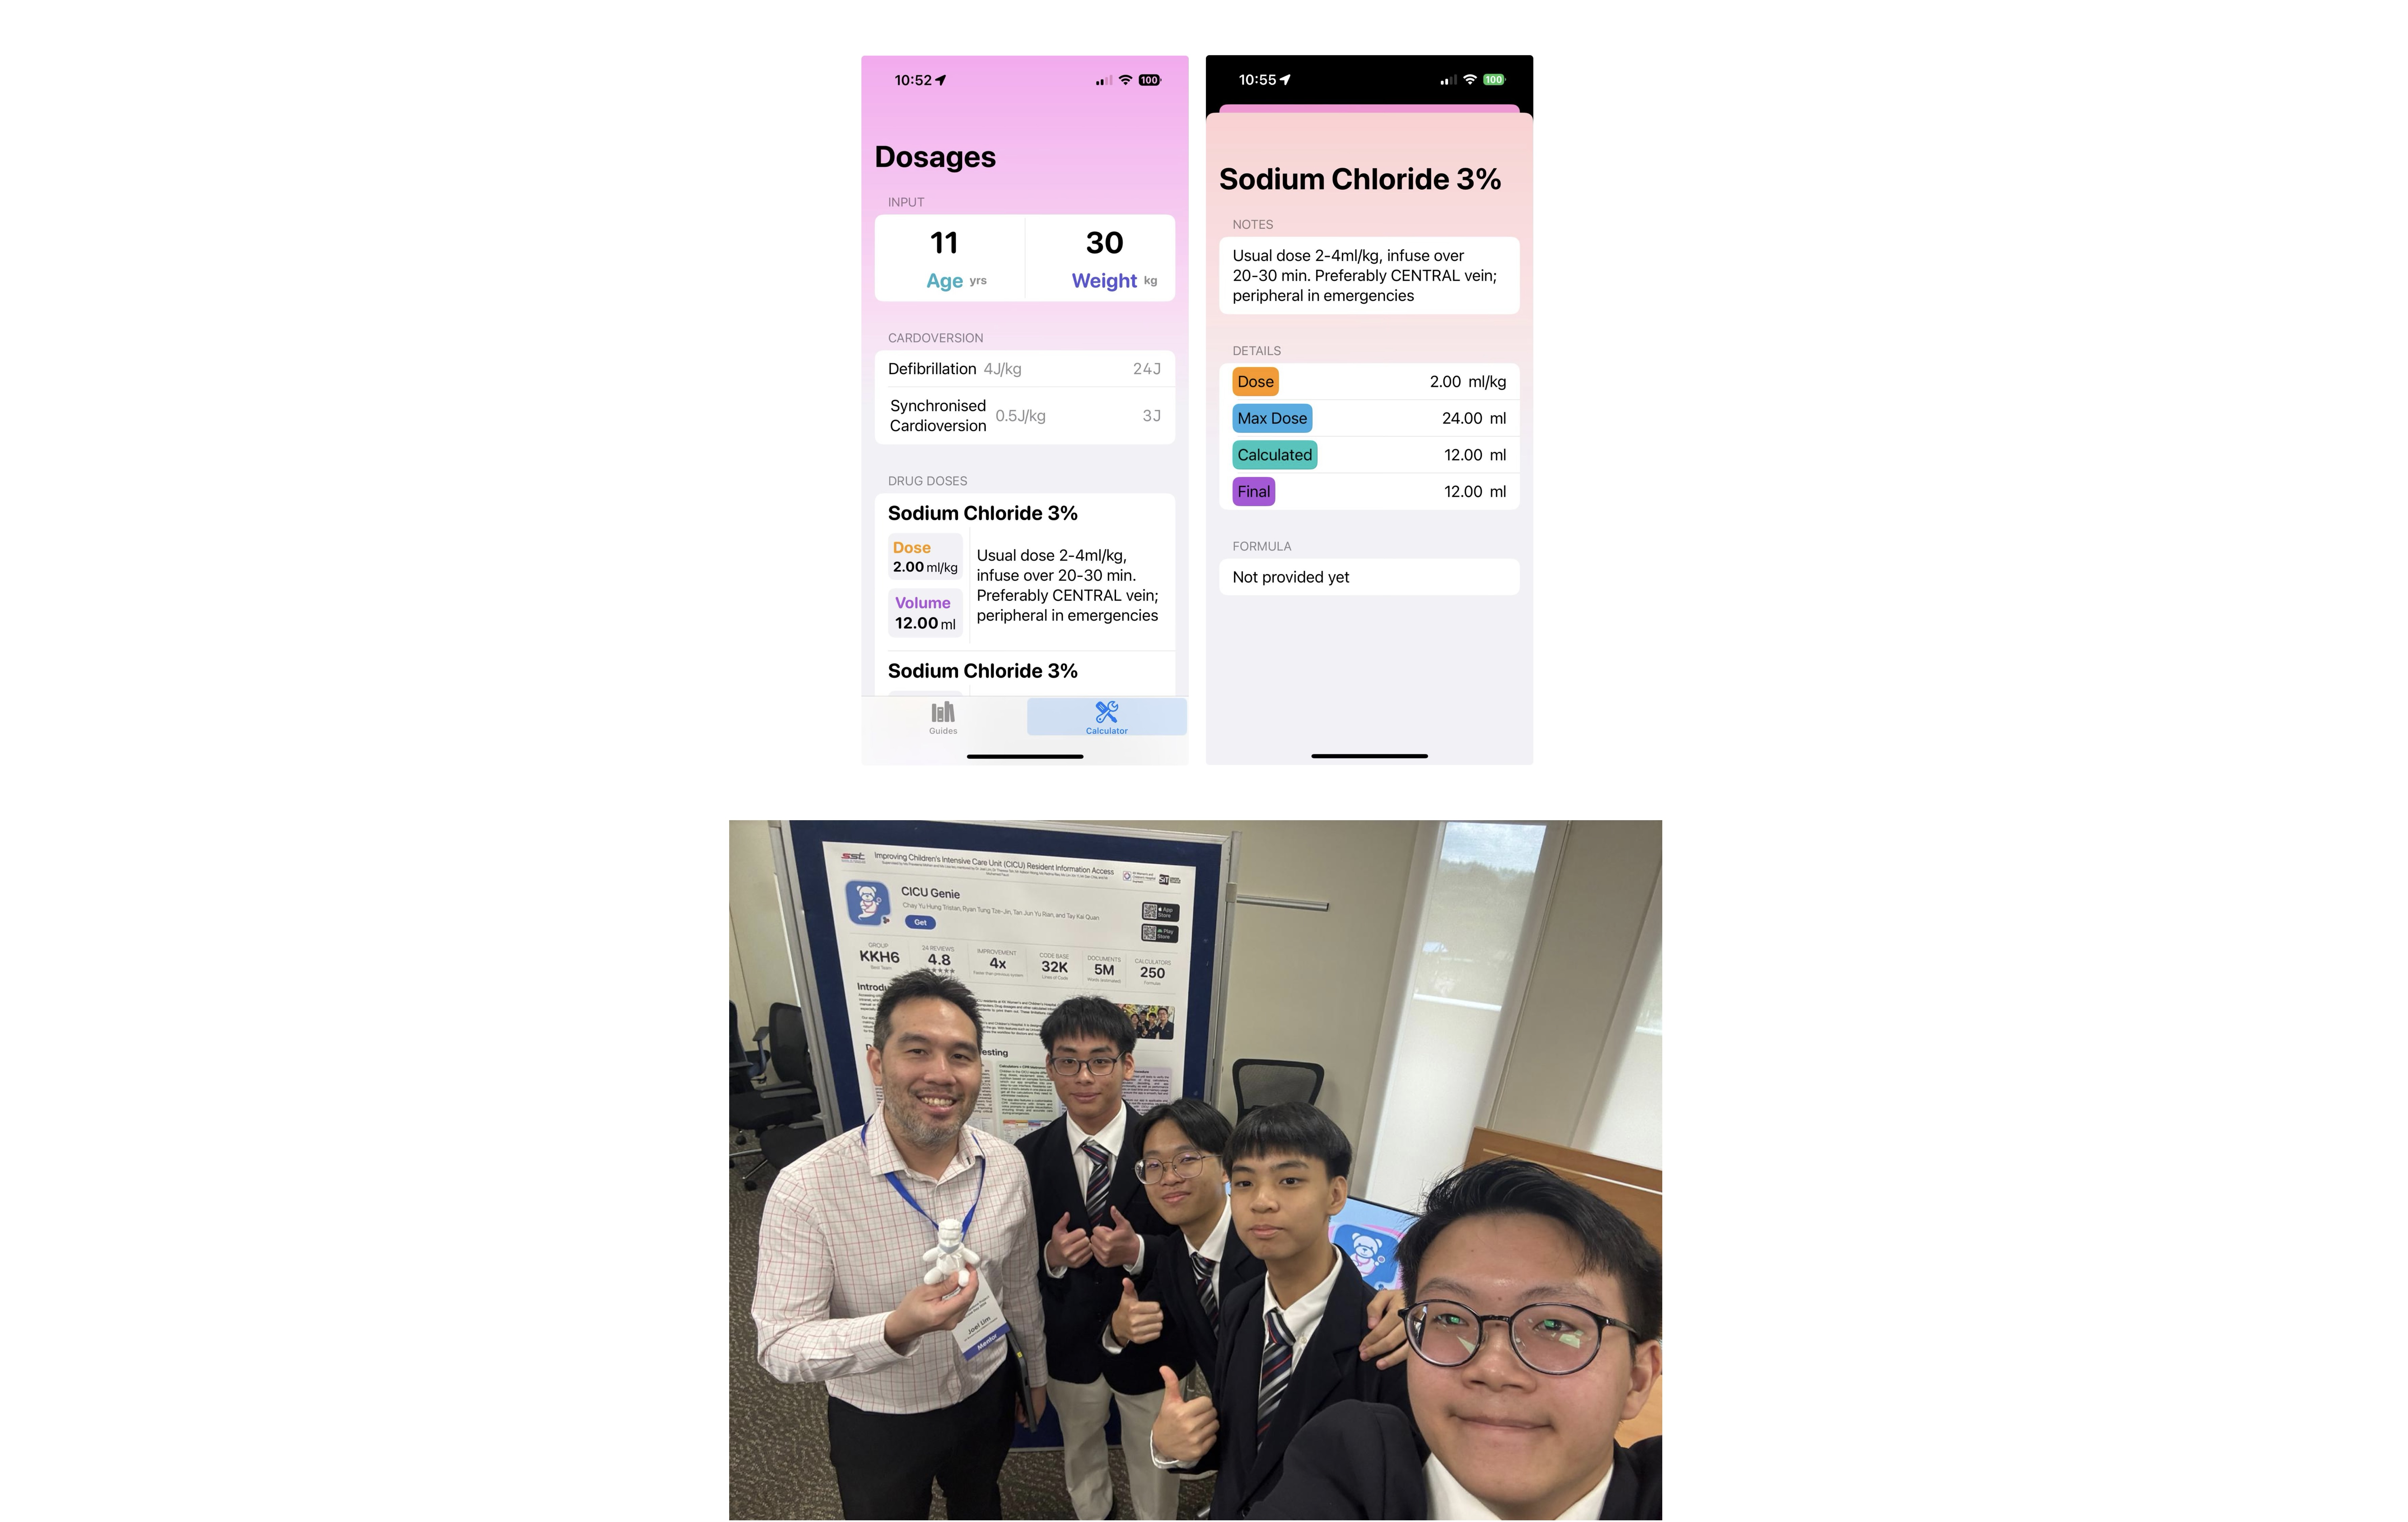 10:52
100
Dosages
INPUT
11
30
Age yrs
Weight kg
CARDOVERSION
Defibrillation 4J/kg 24J
Synchronised
Cardioversion 0.5J/kg 3J
DRUG DOSES
Sodium Chloride 3%
Dose
2.00 ml/kg
Volume
12.00 ml
Usual dose 2-4ml/kg,
infuse over 20-30 min.
Preferably CENTRAL vein;
peripheral in emergencies
Sodium Chloride 3%
Guides
Calculator
10:55
100
Sodium Chloride 3%
NOTES
Usual dose 2-4ml/kg, infuse over
20-30 min. Preferably CENTRAL vein;
peripheral in emergencies
DETAILS
Dose 2.00 ml/kg
Max Dose 24.00 ml
Calculated 12.00 ml
Final 12.00 ml
FORMULA
Not provided yet
sst
Improving Children's Intensive Care Unit (CICU) Resident Information Access
CICU Genie
Chay Yu Hung Tristan, Ryan Tung Tze-Jin, Tan Jun Yu Rian, and Tay Kai Quan
Get
App
Store
Play
Store
GROUP
KKH6
24 REVIEWS
4.8
IMPROVEMENT
4x
Faster than previous system
CODE BASE
32K
Lines of Code
DOCUMENTS
5M
CALCULATORS
250
Formula
Introdu
esting
Joel Lim
Mentor